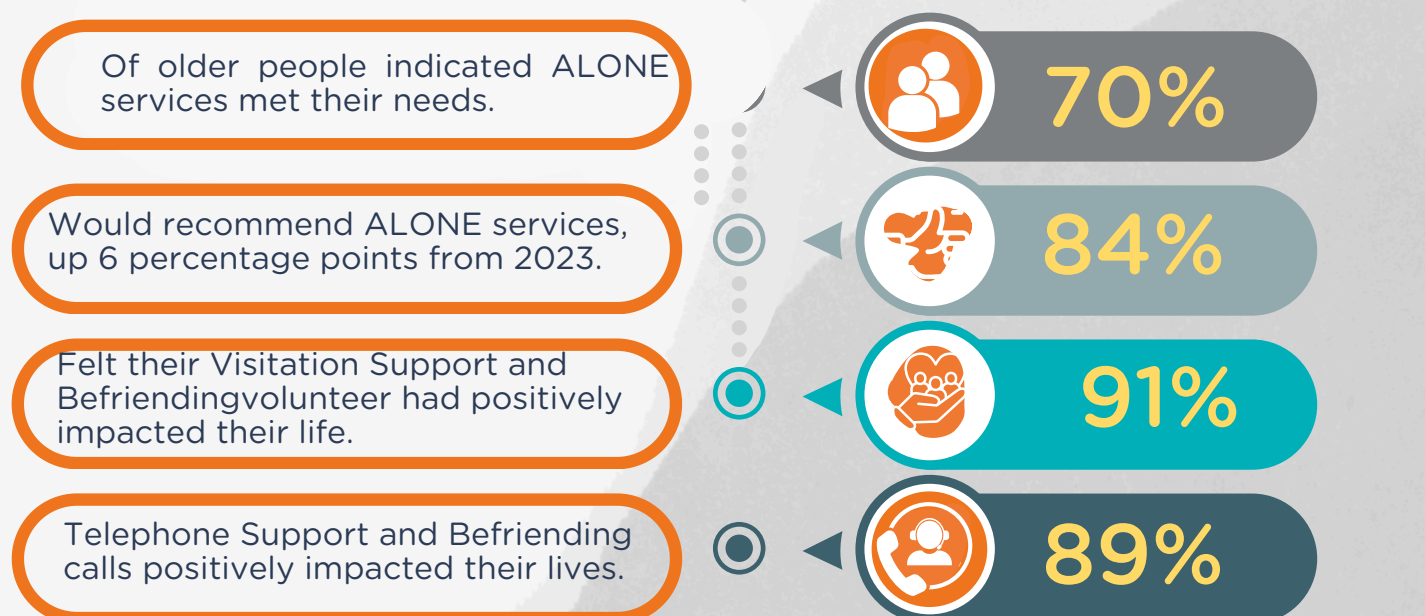 Of older people indicated ALONE
services met their needs.
70%
Would recommend ALONE services,
up 6 percentage points from 2023.
84%
Felt their Visitation Support and
Befriendingvolunteer had positively
impacted their life.
91%
Telephone Support and Befriending
calls positively impacted their lives.
89%